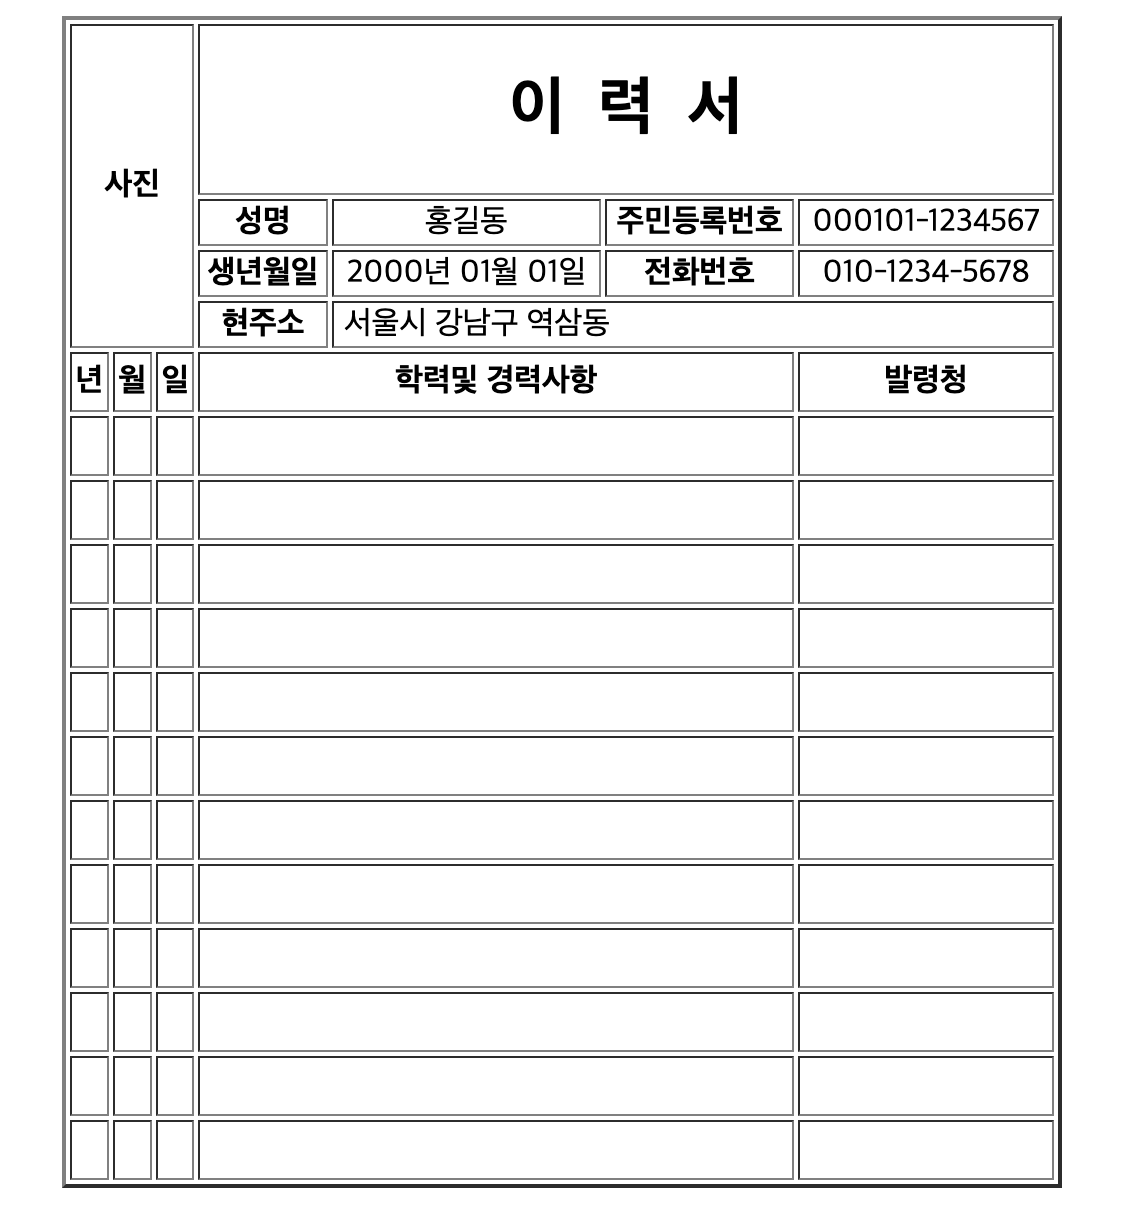 이 력 서
사진
성명 홍길동 주민등록번호 000101-1234567
생년월일 2000년 01월 01일 전화번호 010-1234-5678
현주소 서울시 강남구 역삼동
년 월 일 학력및 경력사항 발령청